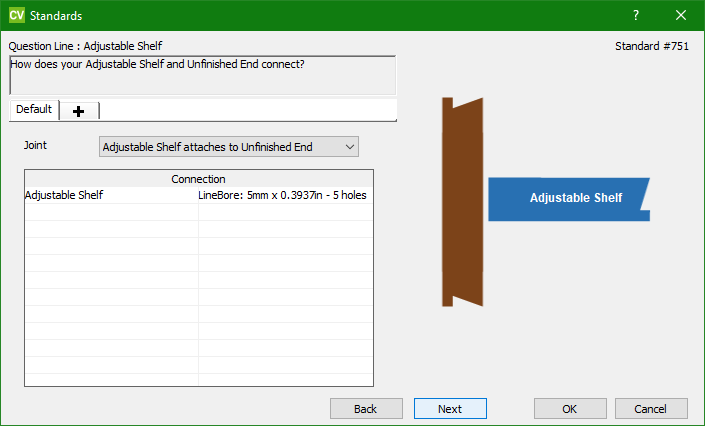 CV Standards
Question Line : Adjustable Shelf
Standard #751
How does your Adjustable Shelf and Unfinished End connect?
Default
Joint
Adjustable Shelf attaches to Unfinished End
Connection
Adjustable Shelf LineBore: 5mm x 0.3937in - 5 holes
Adjustable Shelf
Back
Next
OK
Cancel